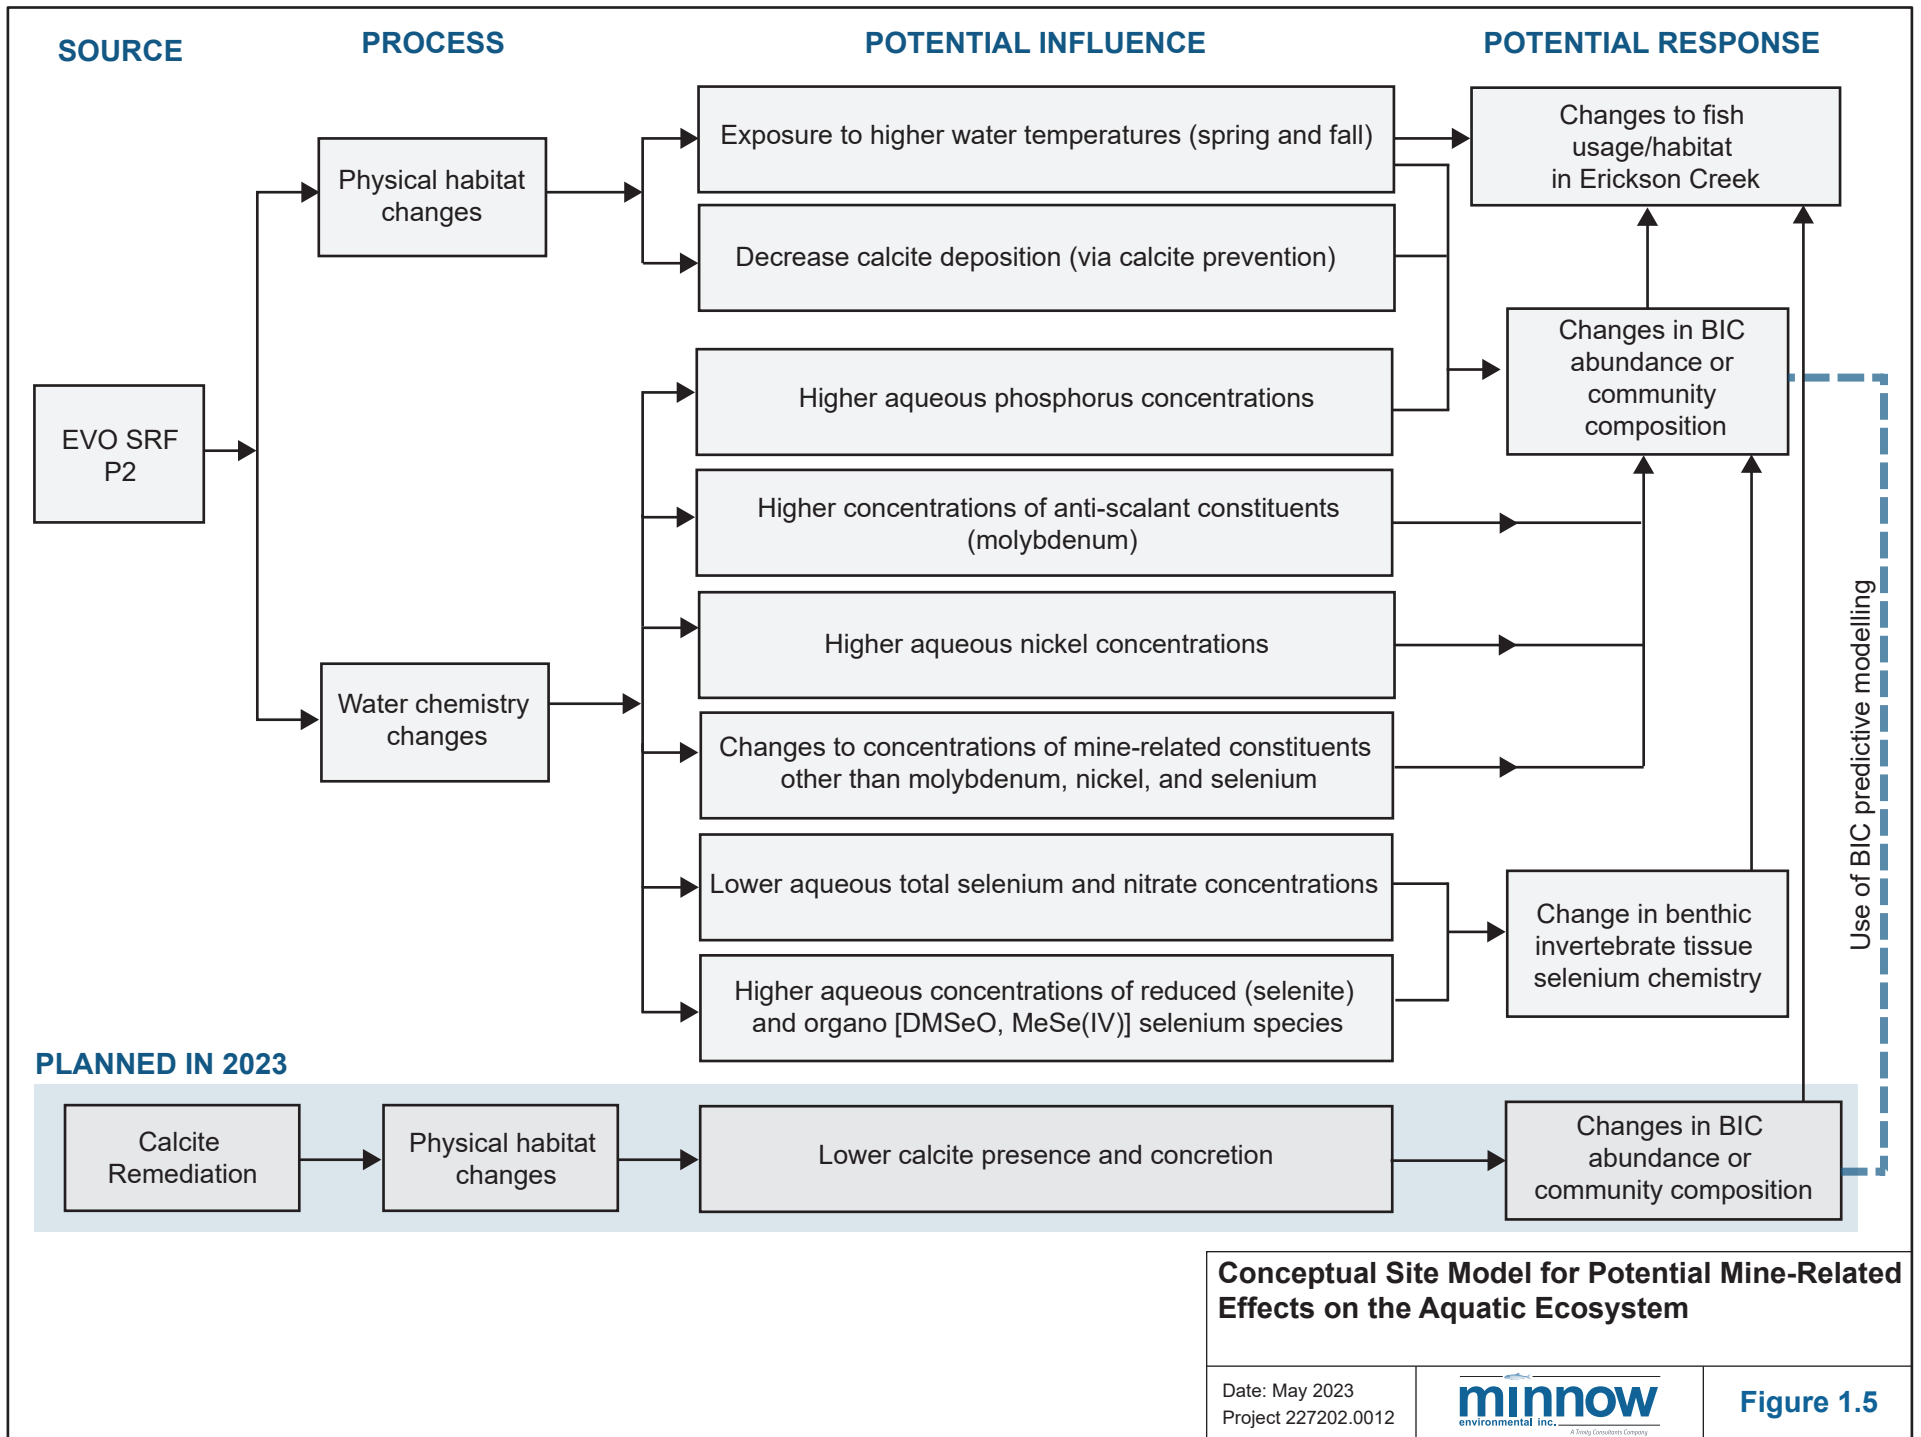 SOURCE
PROCESS
POTENTIAL INFLUENCE
POTENTIAL RESPONSE
EVO SRF
P2
Physical habitat
changes
Water chemistry
changes
Exposure to higher water temperatures (spring and fall)
Decrease calcite deposition (via calcite prevention)
Higher aqueous phosphorus concentrations
Higher concentrations of anti-scalant constituents
(molybdenum)
Higher aqueous nickel concentrations
Changes to concentrations of mine-related constituents
other than molybdenum, nickel, and selenium
Lower aqueous total selenium and nitrate concentrations
Higher aqueous concentrations of reduced (selenite)
and organo [DMSeO, MeSe(IV)] selenium species
Changes to fish
usage/habitat
in Erickson Creek
Changes in BIC
abundance or
community
composition
Change in benthic
invertebrate tissue
selenium chemistry
Use of BIC predictive modelling
PLANNED IN 2023
Calcite
Remediation
Physical habitat
changes
Lower calcite presence and concretion
Changes in BIC
abundance or
community composition
Conceptual Site Model for Potential Mine-Related
Effects on the Aquatic Ecosystem
Date: May 2023
Project 227202.0012
minnow
environmental inc.
A Trinity Consultants Company
Figure 1.5